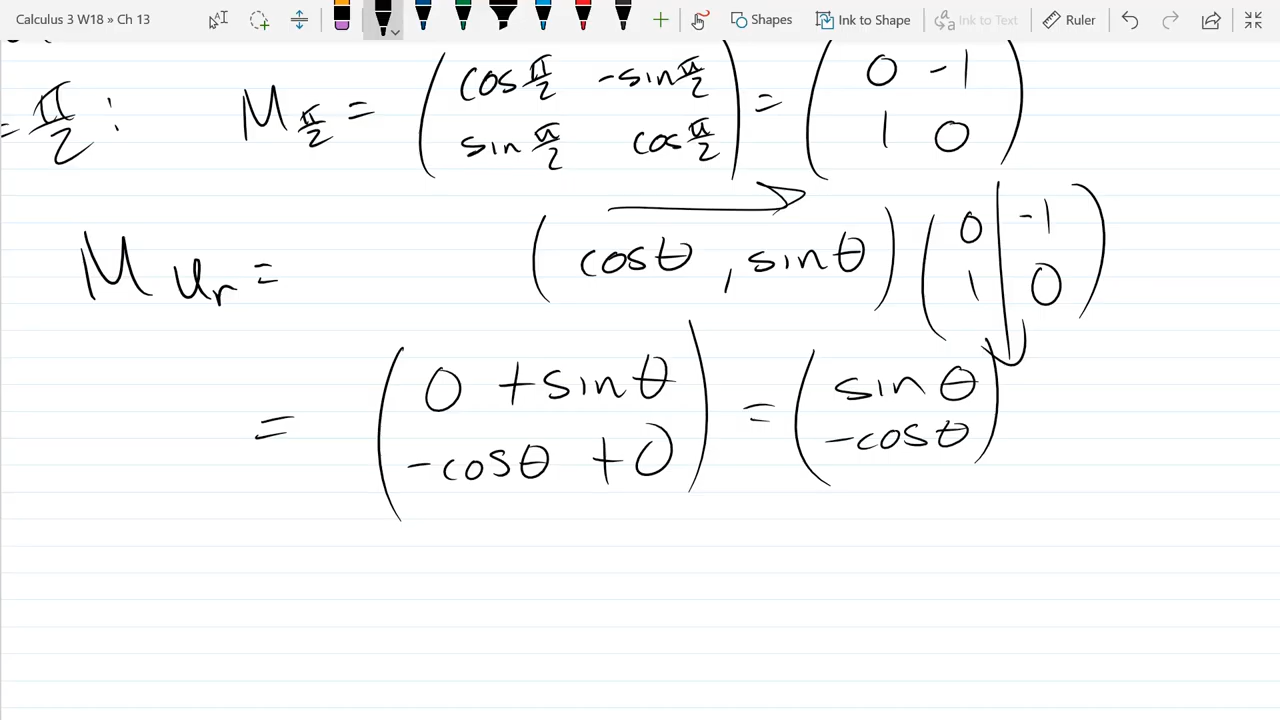 Calculus 3 W18 » Ch 13
Shapes Ink to Shape Ink to Text Ruler
= π/2 : M_{π/2} = ( cos π/2 -sin π/2 ; sin π/2 cos π/2 ) = ( 0 -1 ; 1 0 )
M u_r = ( cosθ , sinθ ) ( 0 -1 ; 1 0 )
= ( 0 + sinθ ; -cosθ + 0 ) = ( sinθ ; -cosθ )